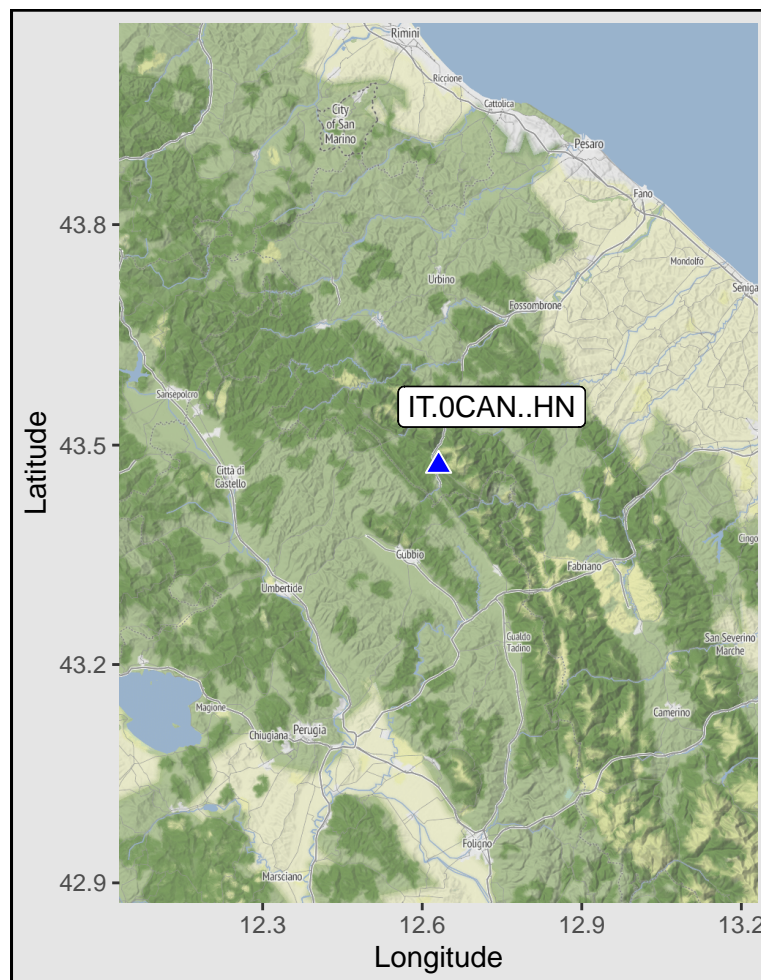 Rimini
Riccione
Cattolica
City
of San
Marino
Pesaro
Fano
43.8
Mondolfo
Urbino
Seniga
Fossombrone
Sansepolcro
IT.0CAN..HN
43.5
Latitude
Città di
Castello
Cingo
Gubbio
Fabriano
Umbertide
Gualdo
Tadino
San Severino
Marche
43.2
Magione
Camerino
Chiugiana
Perugia
Foligno
Marsciano
42.9
12.3
12.6
12.9
13.2
Longitude